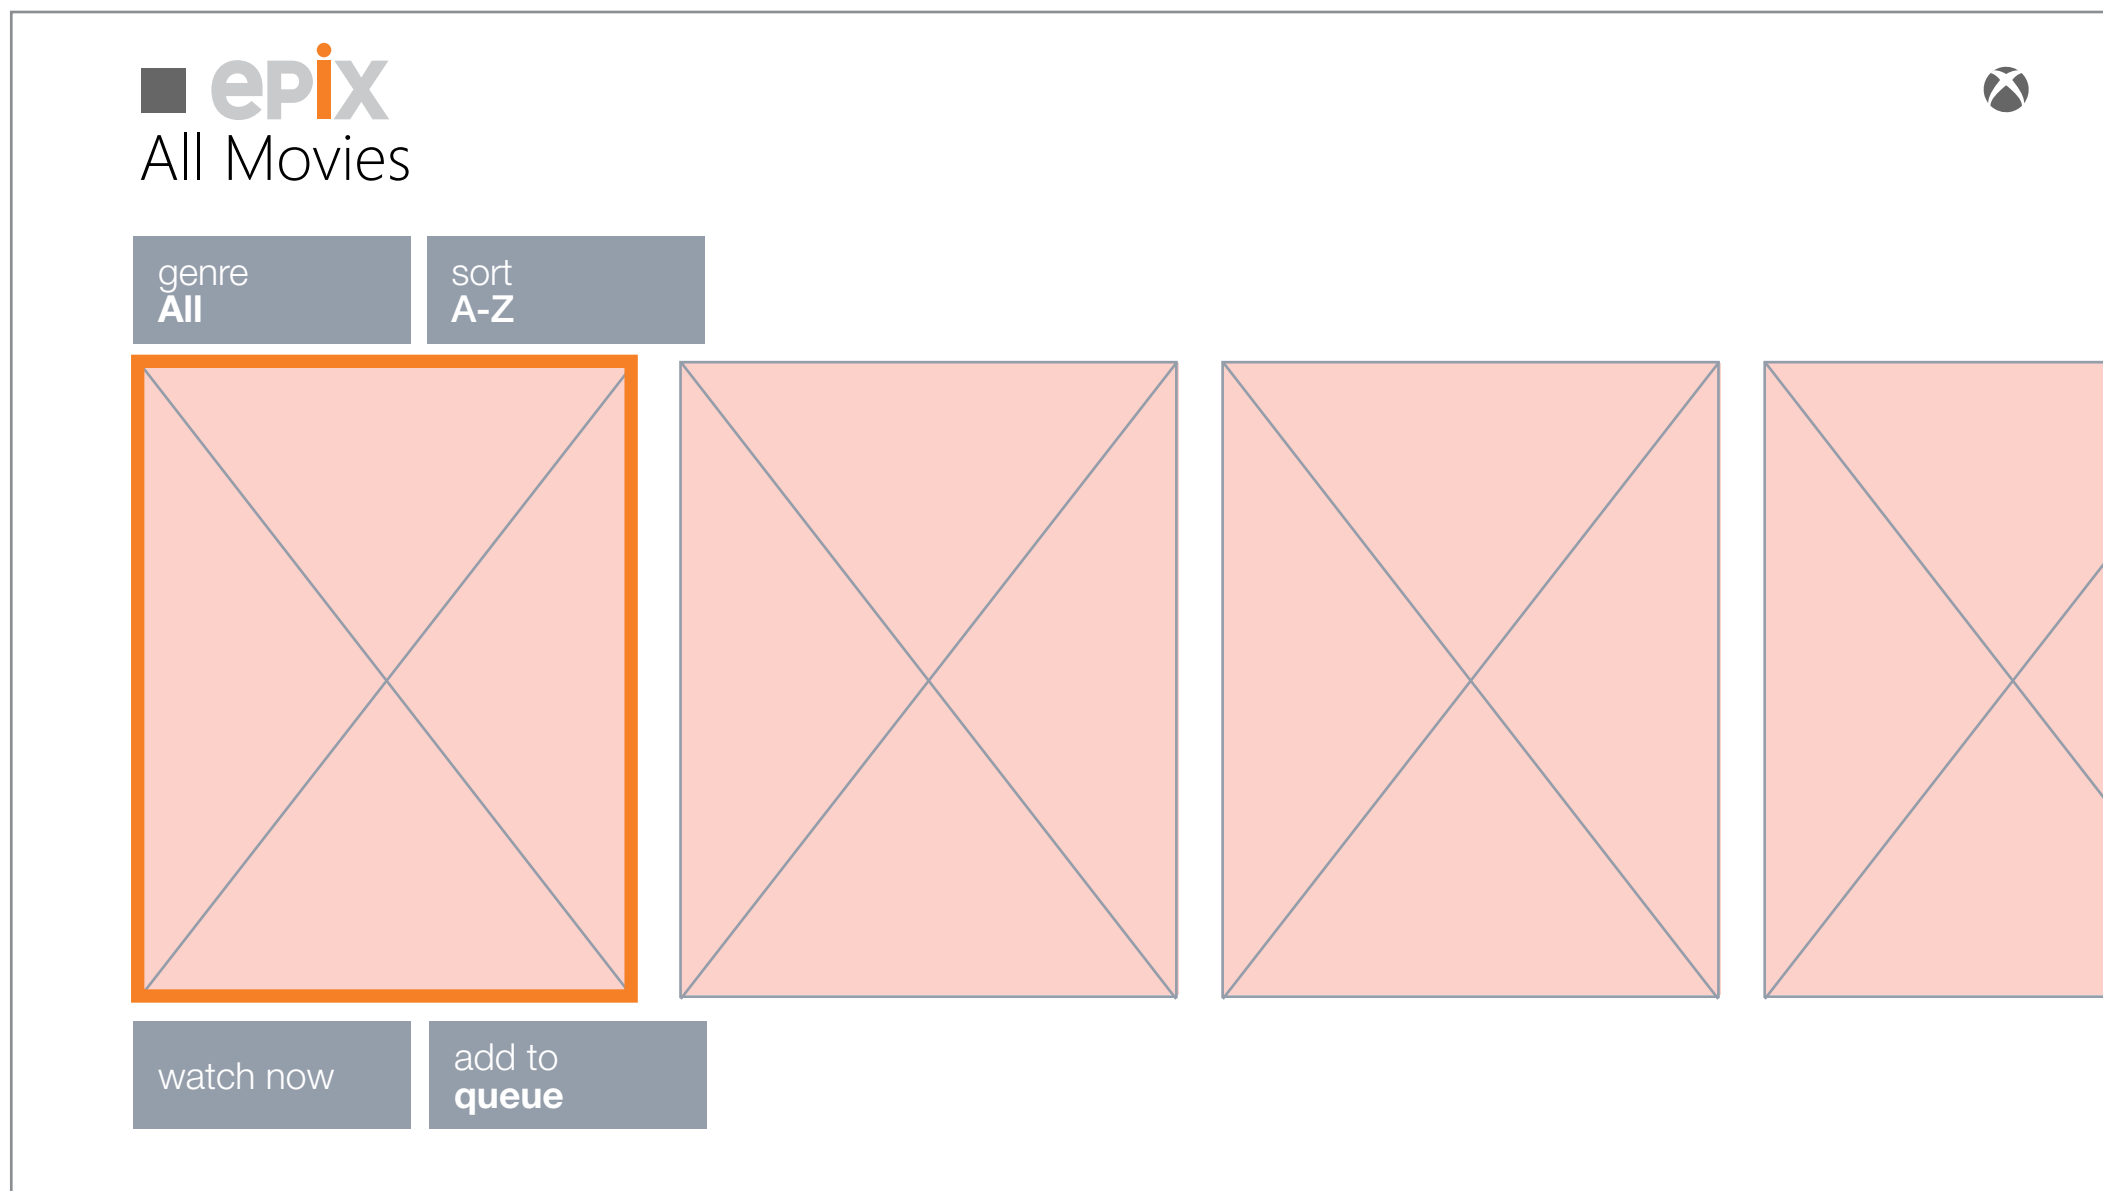 epix
All Movies
genre
All
sort
A-Z
watch now
add to
queue